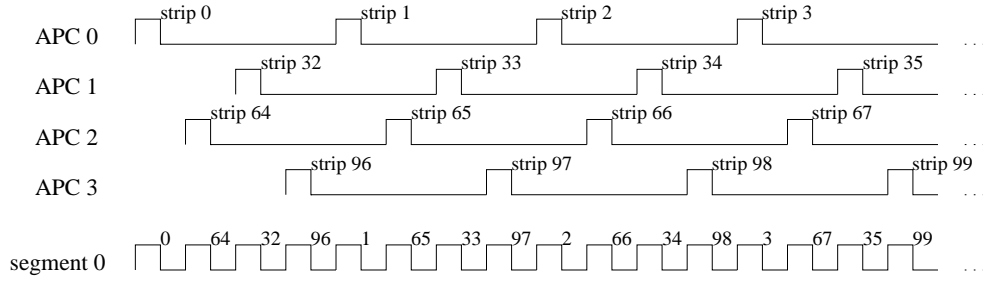 strip 0 strip 1 strip 2 strip 3
APC 0 . . .
strip 32 strip 33 strip 34 strip 35
APC 1 . . .
strip 64 strip 65 strip 66 strip 67
APC 2 . . .
strip 96 strip 97 strip 98 strip 99
APC 3 . . .
0 64 32 96 1 65 33 97 2 66 34 98 3 67 35 99
segment 0 . . .